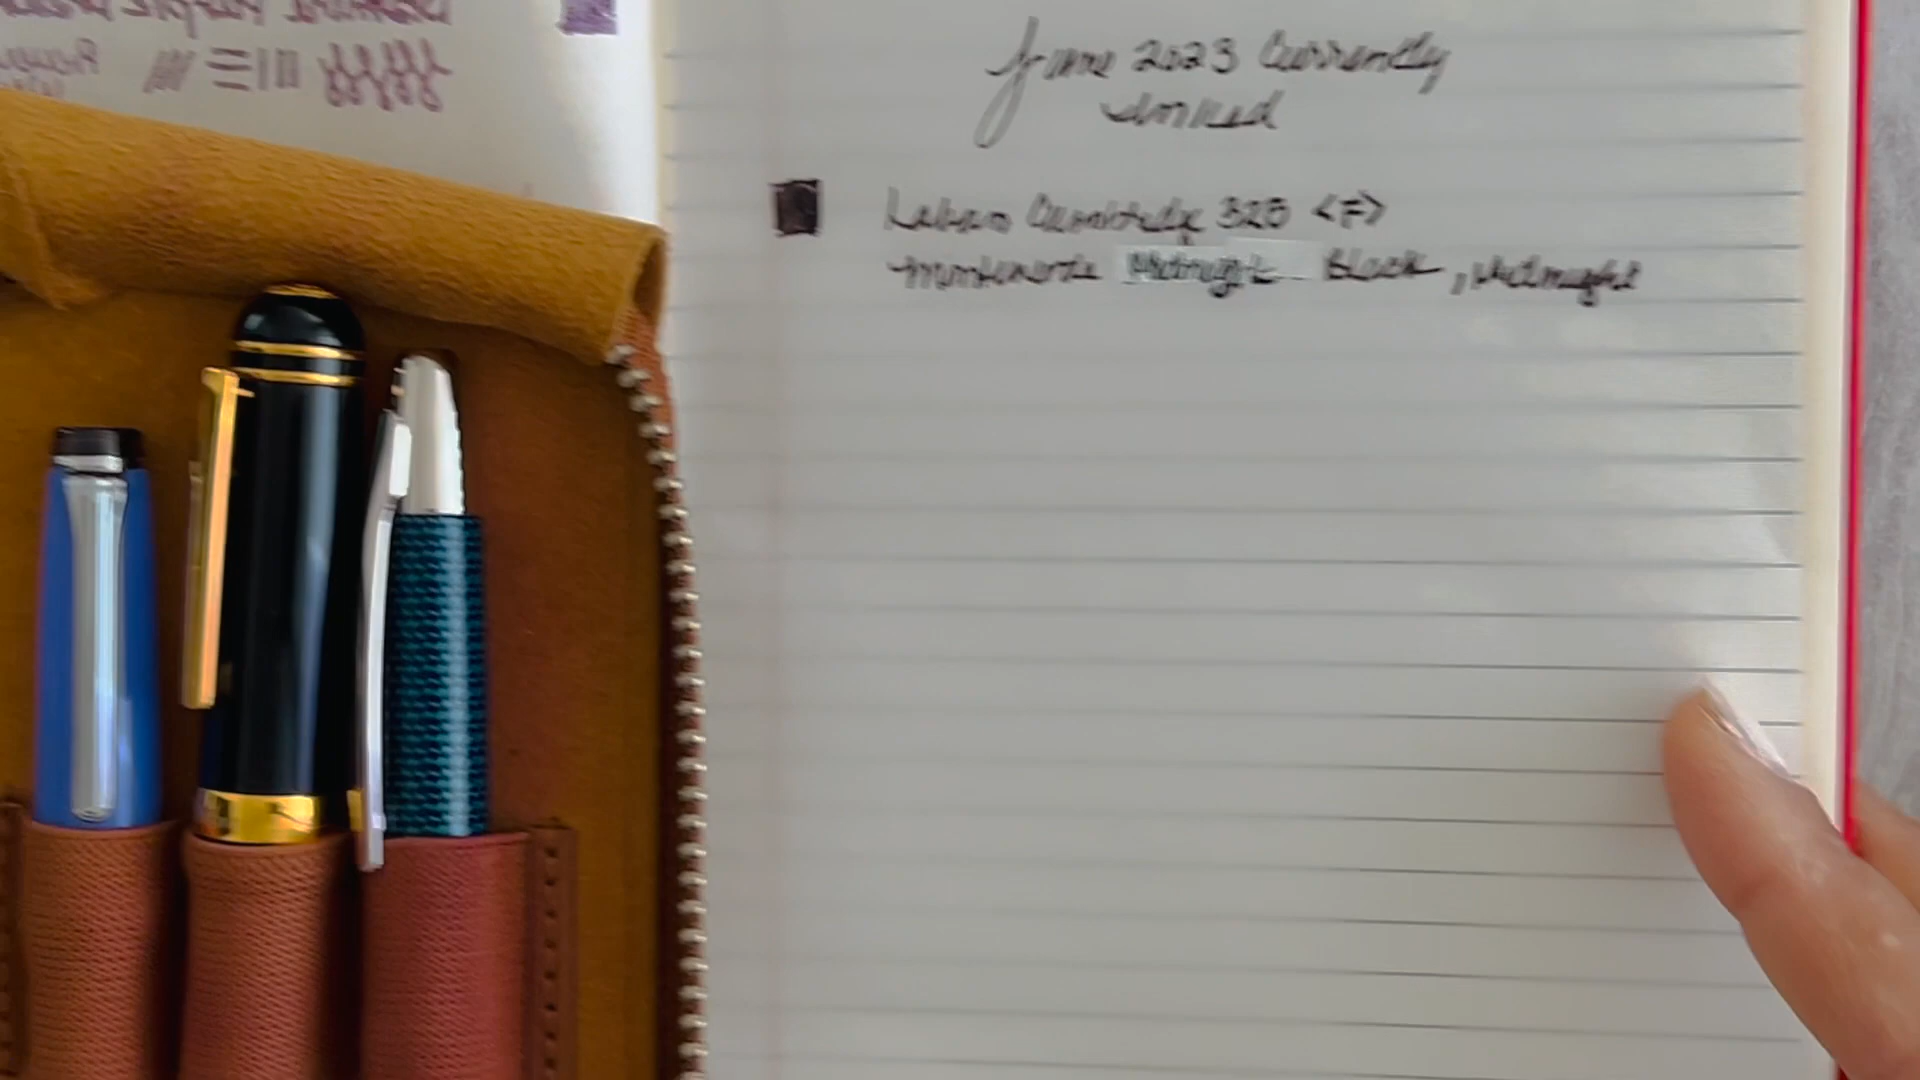 June 2023 Currently
Inked
Laban Cambridge 325 <F>
Monteverde Midnight Black, Midnight